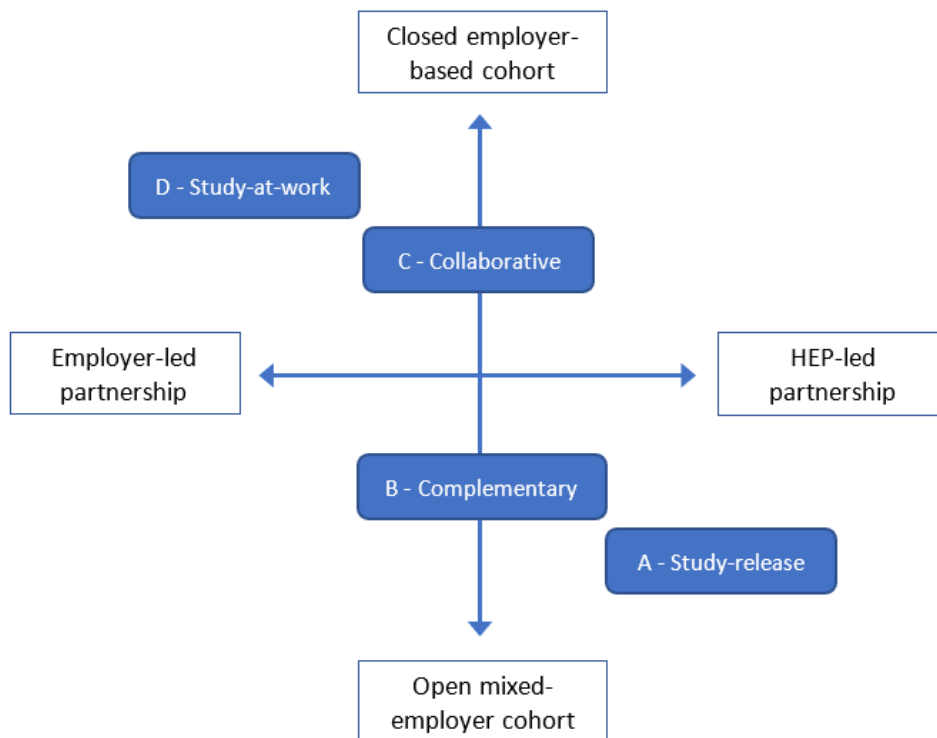 Closed employer-
based cohort
D - Study-at-work
C - Collaborative
Employer-led
partnership
HEP-led
partnership
B - Complementary
A - Study-release
Open mixed-
employer cohort